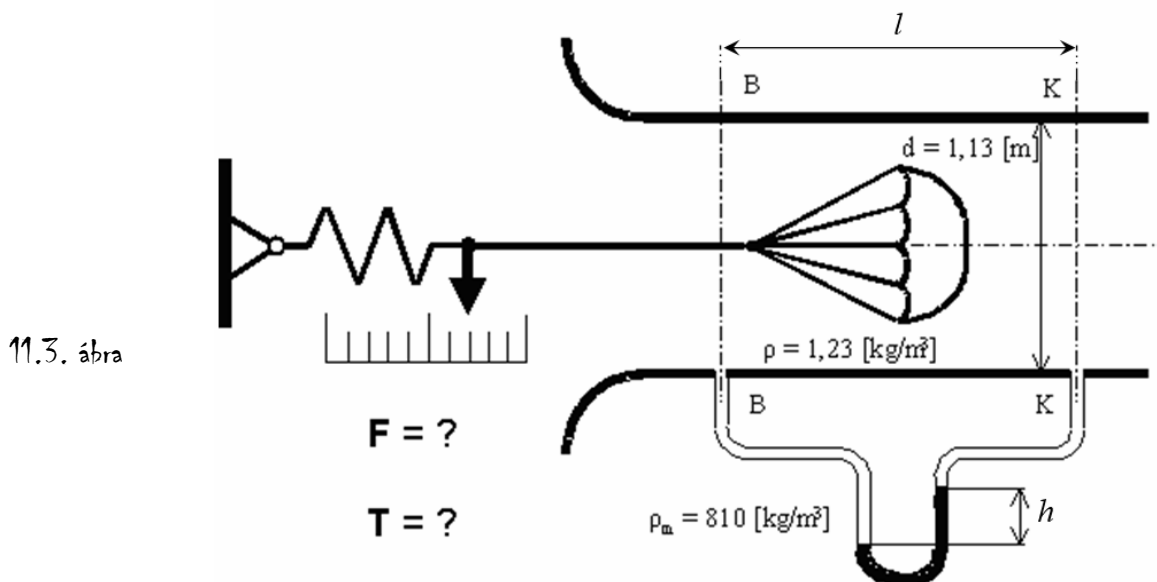 l
B
K
d = 1,13 [m]
11.3. ábra
ρ = 1,23 [kg/m³]
B
K
F = ?
T = ?
ρₘ = 810 [kg/m³]
h